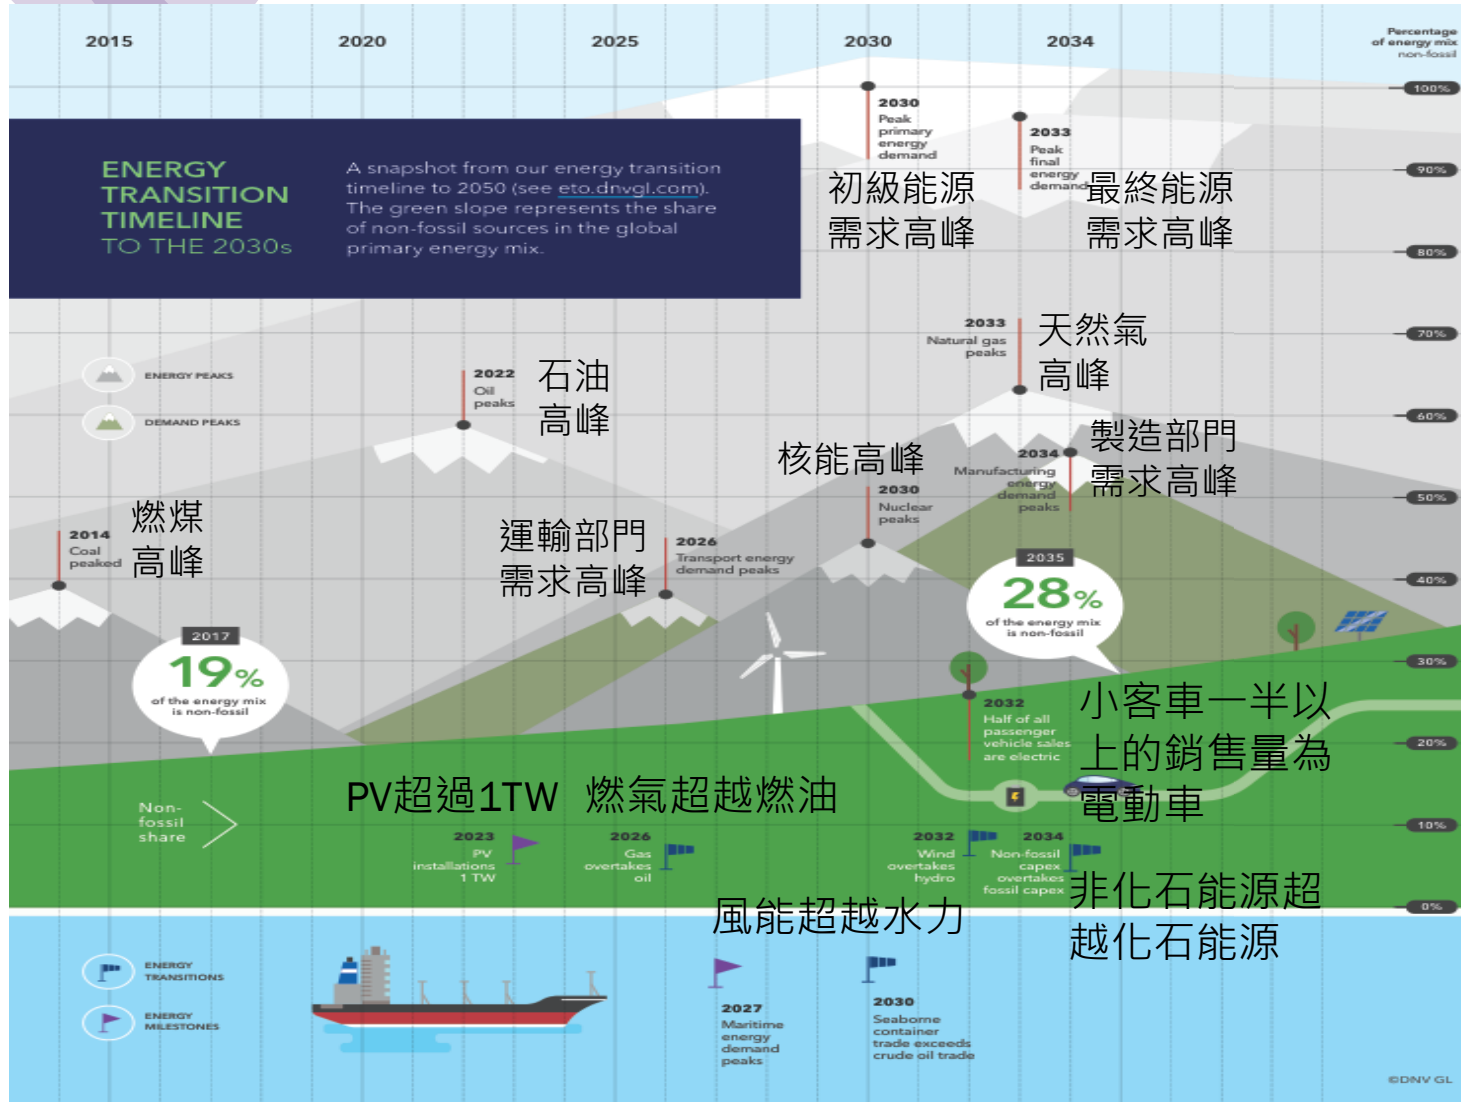 2015
2020
2025
2030
2034
Percentage
of energy mix
non-fossil
100%
90%
80%
70%
60%
50%
40%
30%
20%
10%
0%
ENERGY
TRANSITION
TIMELINE
TO THE 2030s
A snapshot from our energy transition
timeline to 2050 (see eto.dnvgl.com).
The green slope represents the share
of non-fossil sources in the global
primary energy mix.
2030
Peak
primary
energy
demand
初級能源
需求高峰
2033
Peak
final
energy
demand
最終能源
需求高峰
ENERGY PEAKS
DEMAND PEAKS
2022
Oil
peaks
石油
高峰
2033
Natural gas
peaks
天然氣
高峰
2034
Manufacturing
energy
demand
peaks
製造部門
需求高峰
核能高峰
2030
Nuclear
peaks
2014
Coal
peaked
燃煤
高峰
運輸部門
需求高峰
2026
Transport energy
demand peaks
2017
19%
of the energy mix
is non-fossil
2035
28%
of the energy mix
is non-fossil
2032
Half of all
passenger
vehicle sales
are electric
小客車一半以
上的銷售量為
電動車
Non-
fossil
share
PV超過1TW
燃氣超越燃油
2023
PV
installations
1 TW
2026
Gas
overtakes
oil
2032
Wind
overtakes
hydro
2034
Non-fossil
capex
overtakes
fossil capex
風能超越水力
非化石能源超
越化石能源
ENERGY
TRANSITIONS
ENERGY
MILESTONES
2027
Maritime
energy
demand
peaks
2030
Seaborne
container
trade exceeds
crude oil trade
©DNV GL